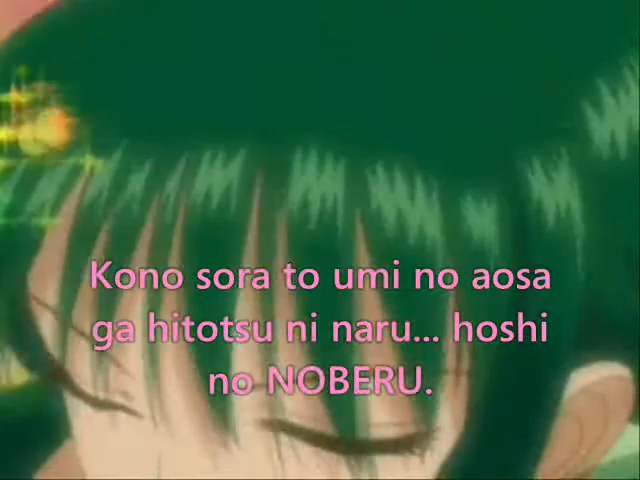 Kono sora to umi no aosa
ga hitotsu ni naru... hoshi
no NOBERU.